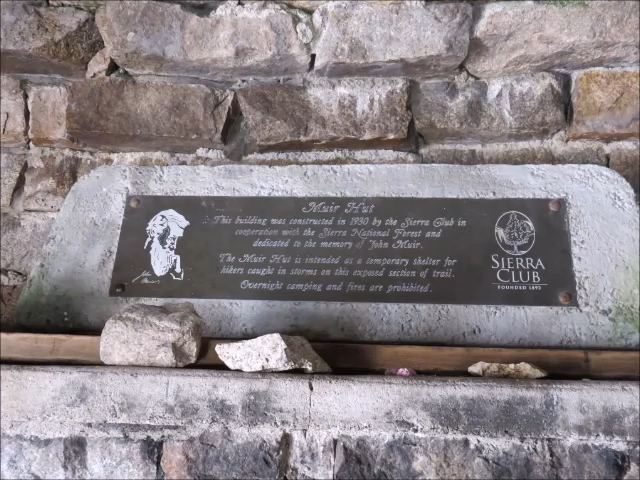 Muir Hut
This building was constructed in 1930 by the Sierra Club in
cooperation with the Sierra National Forest and
dedicated to the memory of John Muir.
The Muir Hut is intended as a temporary shelter for
hikers caught in storms on this exposed section of trail.
Overnight camping and fires are prohibited.
John Muir
SIERRA
CLUB
FOUNDED 1892